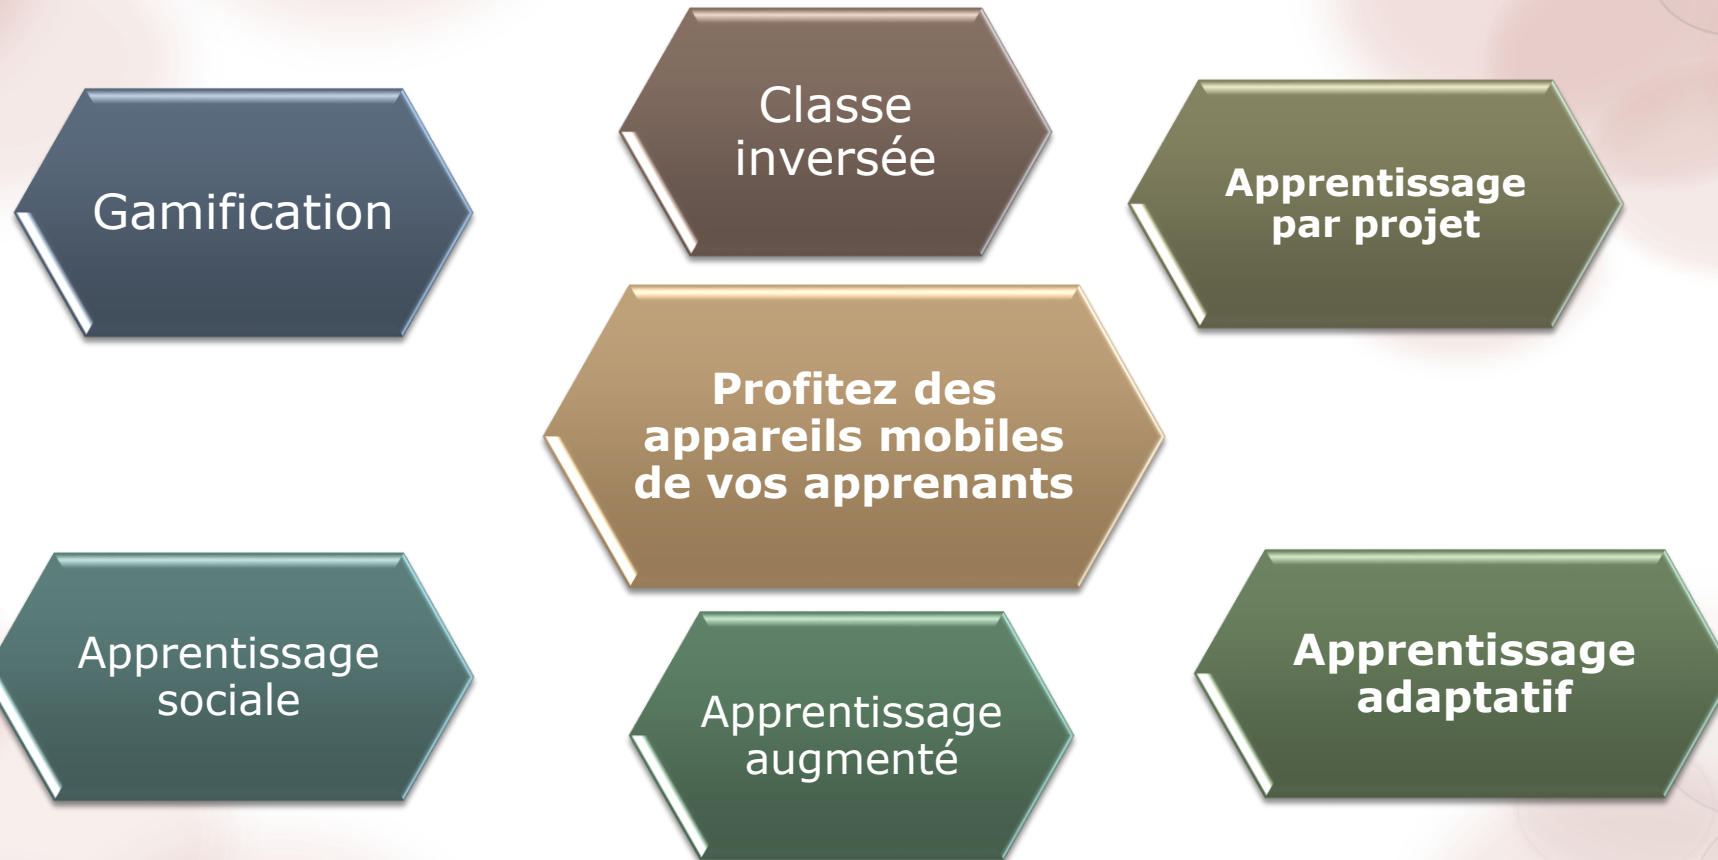 Gamification
Classe
inversée
Apprentissage
par projet
Profitez des
appareils mobiles
de vos apprenants
Apprentissage
sociale
Apprentissage
augmenté
Apprentissage
adaptatif